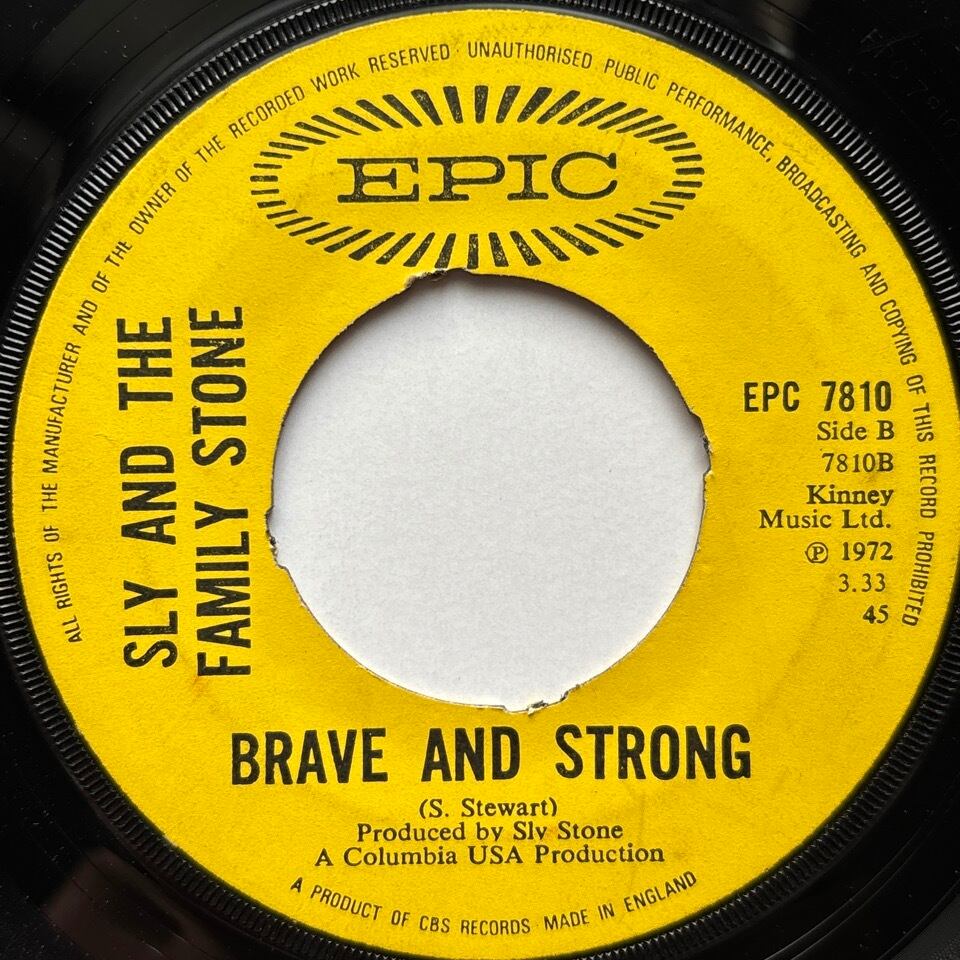 ALL RIGHTS OF THE MANUFACTURER AND OF THE OWNER OF THE RECORDED WORK RESERVED · UNAUTHORISED PUBLIC PERFORMANCE, BROADCASTING AND COPYING OF THIS RECORD PROHIBITED
EPIC
SLY AND THE
FAMILY STONE
EPC 7810
Side B
7810B
Kinney
Music Ltd.
℗ 1972
3.33
45
BRAVE AND STRONG
(S. Stewart)
Produced by Sly Stone
A Columbia USA Production
A PRODUCT OF CBS RECORDS MADE IN ENGLAND